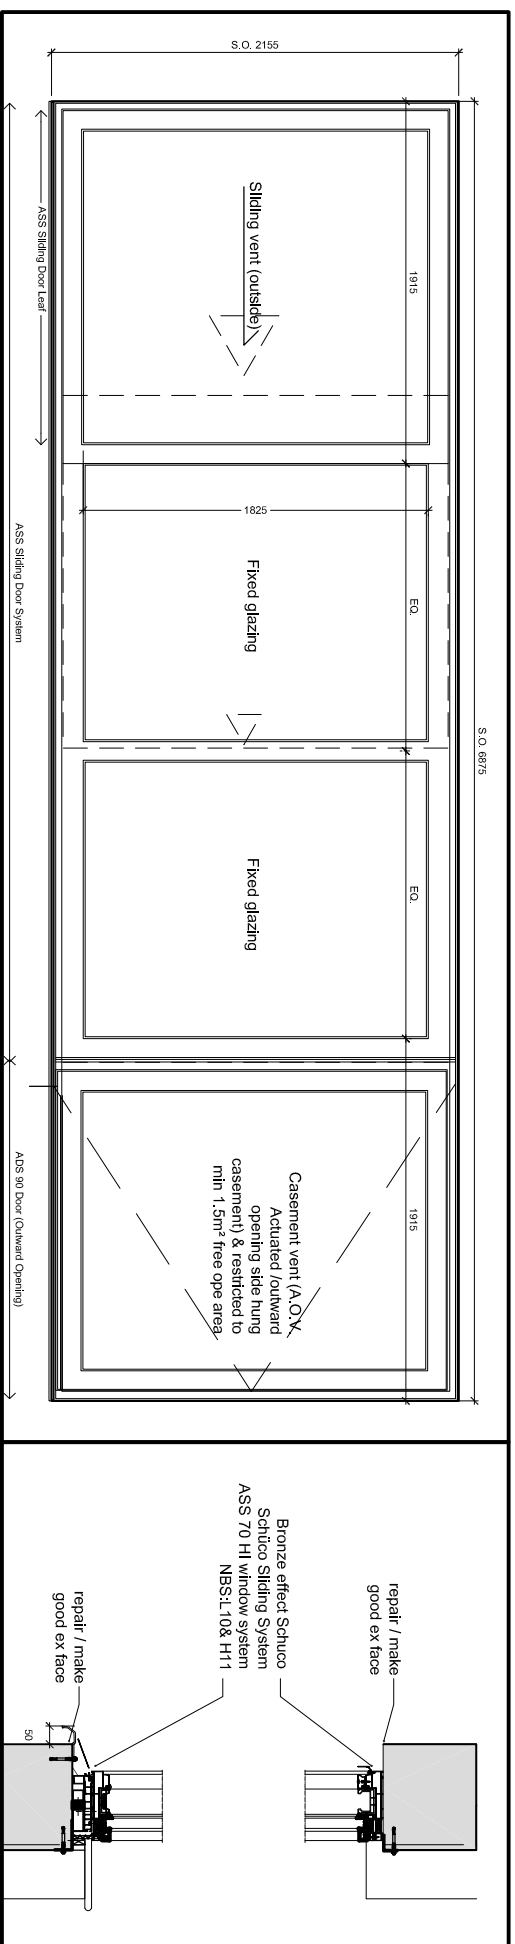 S.O. 2155
S.O. 6875
1915
EQ.
EQ.
1915
Sliding vent (outside)
1825
Fixed glazing
Fixed glazing
Casement vent (A.O.V.
Actuated /outward
opening side hung
casement) & restricted to
min 1.5m² free ope area
ASS Sliding Door Leaf
ASS Sliding Door System
ADS 90 Door (Outward Opening)
repair / make
good ex face
Bronze effect Schuco
Schüco Sliding System
ASS 70 HI window system
NBS:L10& H11
repair / make
good ex face
50